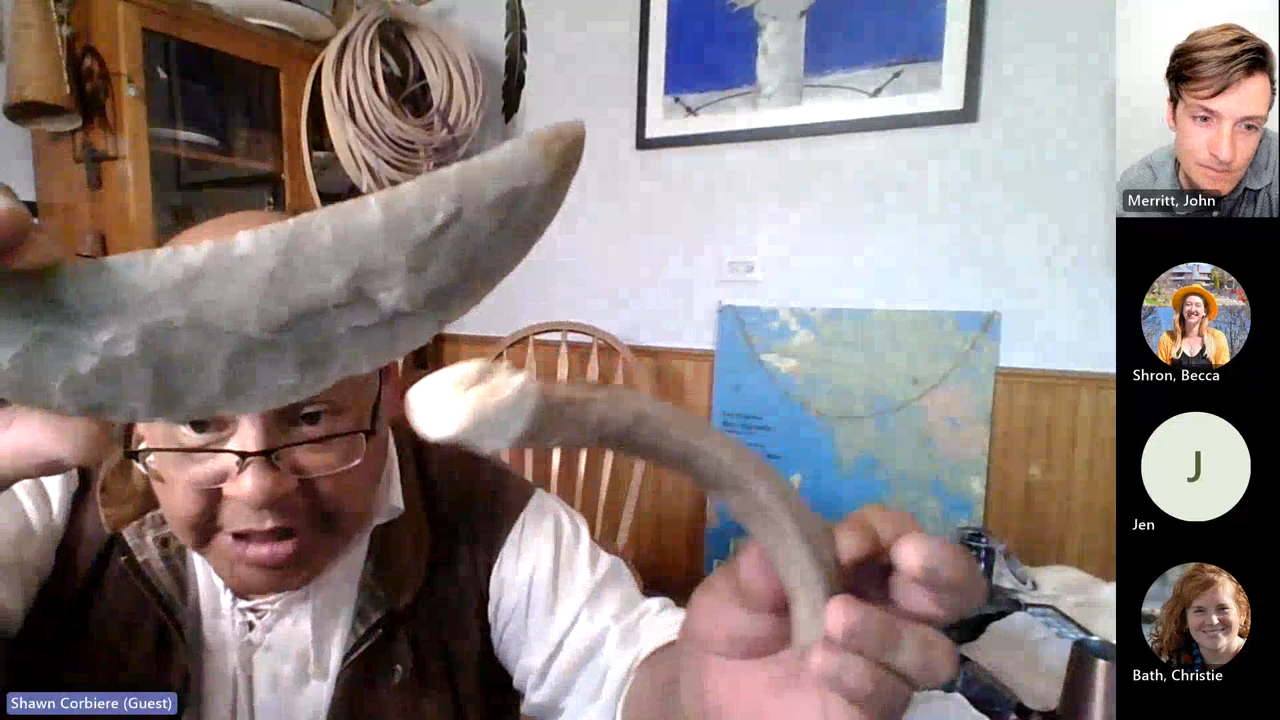 Merritt, John
Shron, Becca
J
Jen
Bath, Christie
Shawn Corbiere (Guest)